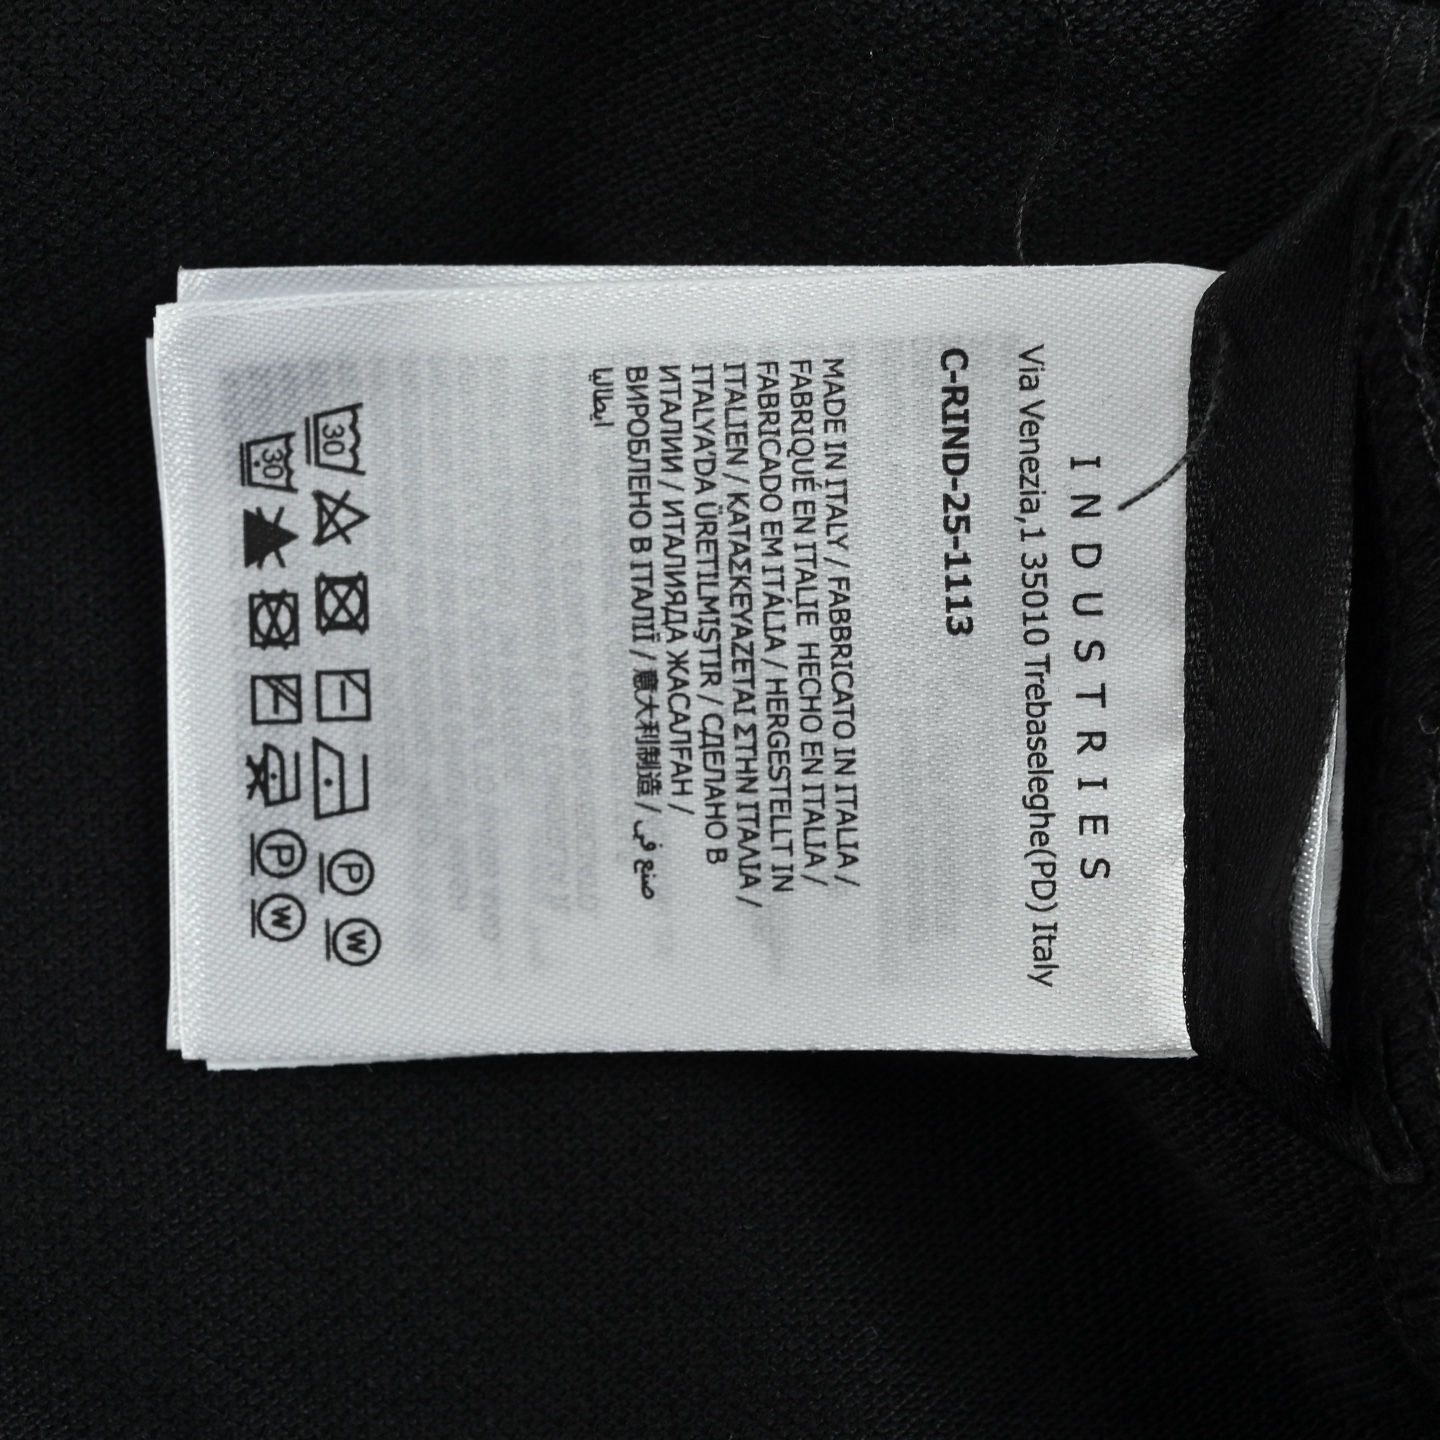 INDUSTRIES
Via Venezia,1 35010 Trebaseleghe(PD) Italy
C-RIND-25-1113
MADE IN ITALY / FABBRICATO IN ITALIA /
FABRIQUÉ EN ITALIE HECHO EN ITALIA /
FABRICADO EM ITÁLIA / HERGESTELLT IN
ITALIEN / ΚΑΤΑΣΚΕΥΑΖΕΤΑΙ ΣΤΗΝ ΙΤΑΛΙΑ /
ITALYA'DA ÜRETILMIŞTIR / СДЕЛАНО В
ИТАЛИИ / ИТАЛИЯДА ЖАСАЛҒАН /
ВИРОБЛЕНО В ІТАЛІЇ / 意大利制造 / صنع في
ايطاليا
30 P W
30 P W